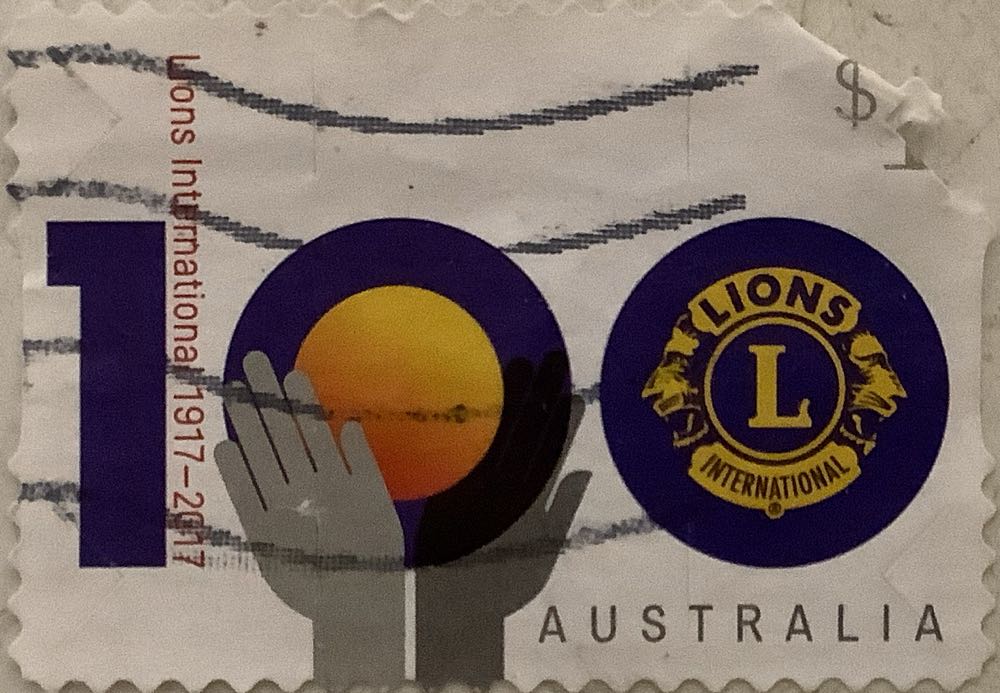 $1
Lions International 1917–2017
100
LIONS
L
INTERNATIONAL
®
AUSTRALIA